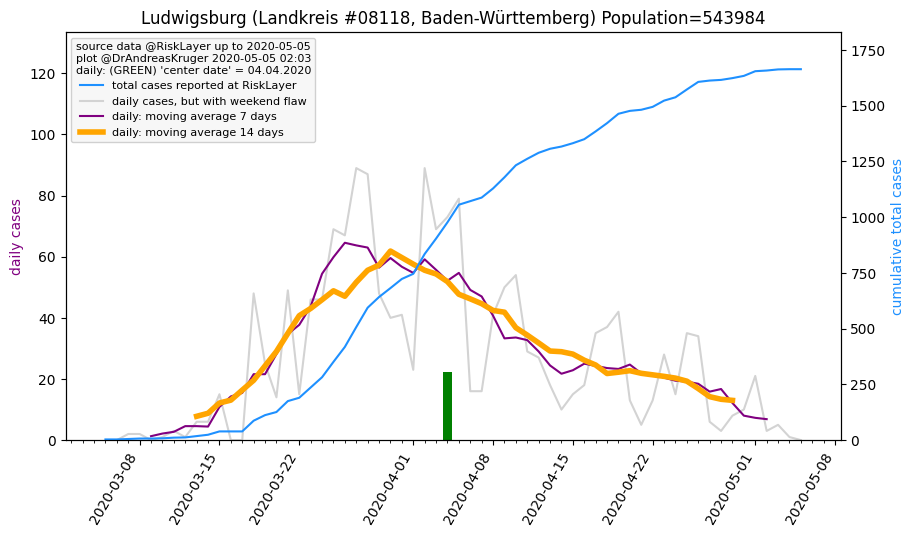 Ludwigsburg (Landkreis #08118, Baden-Württemberg) Population=543984
source data @RiskLayer up to 2020-05-05
plot @DrAndreasKruger 2020-05-05 02:03
daily: (GREEN) 'center date' = 04.04.2020
total cases reported at RiskLayer
daily cases, but with weekend flaw
daily: moving average 7 days
daily: moving average 14 days
daily cases
120
100
80
60
40
20
0
cumulative total cases
1750
1500
1250
1000
750
500
250
0
2020-03-08
2020-03-15
2020-03-22
2020-04-01
2020-04-08
2020-04-15
2020-04-22
2020-05-01
2020-05-08